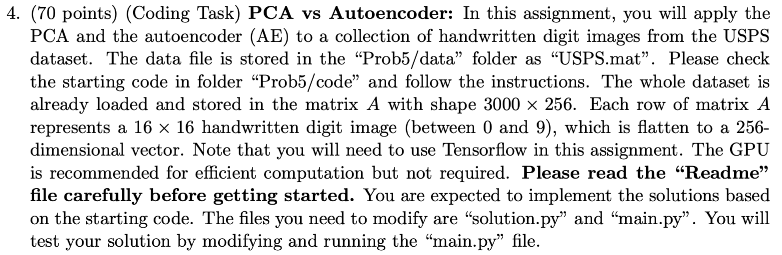 4. (70 points) (Coding Task) PCA vs Autoencoder: In this assignment, you will apply the
PCA and the autoencoder (AE) to a collection of handwritten digit images from the USPS
dataset. The data file is stored in the “Prob5/data” folder as “USPS.mat”. Please check
the starting code in folder “Prob5/code” and follow the instructions. The whole dataset is
already loaded and stored in the matrix A with shape 3000 × 256. Each row of matrix A
represents a 16 × 16 handwritten digit image (between 0 and 9), which is flatten to a 256-
dimensional vector. Note that you will need to use Tensorflow in this assignment. The GPU
is recommended for efficient computation but not required. Please read the “Readme”
file carefully before getting started. You are expected to implement the solutions based
on the starting code. The files you need to modify are “solution.py” and “main.py”. You will
test your solution by modifying and running the “main.py” file.